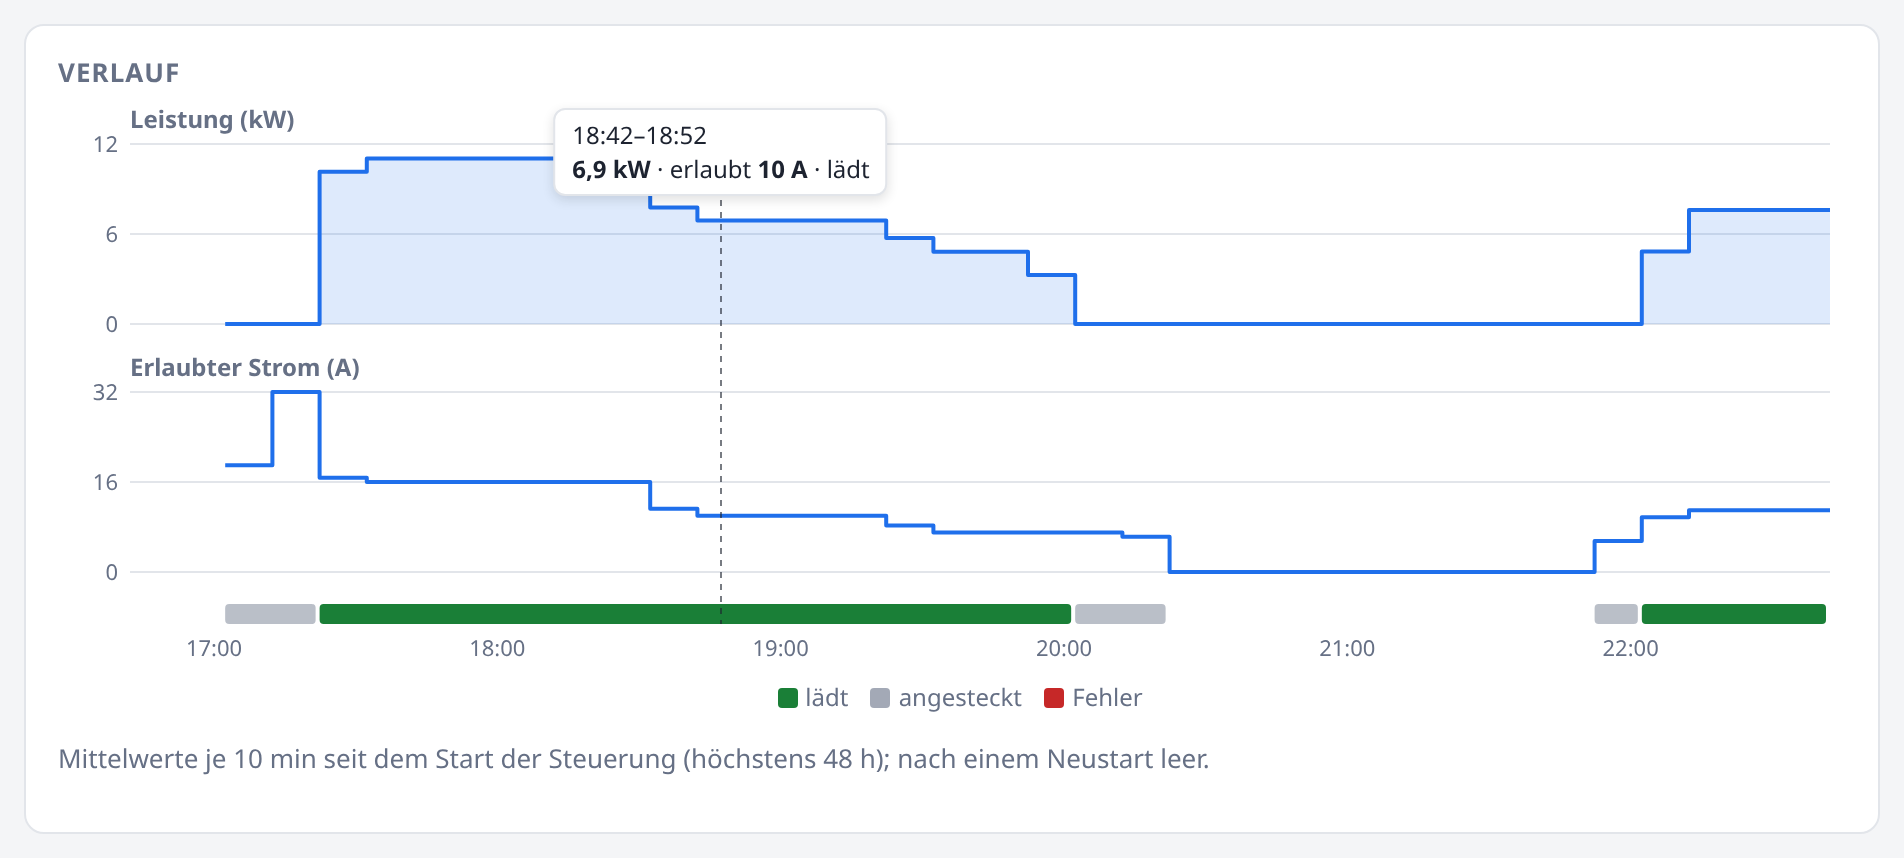 VERLAUF
Leistung (kW)
18:42–18:52
6,9 kW · erlaubt 10 A · lädt
12
6
0
Erlaubter Strom (A)
32
16
0
17:00 18:00 19:00 20:00 21:00 22:00
lädt angesteckt Fehler
Mittelwerte je 10 min seit dem Start der Steuerung (höchstens 48 h); nach einem Neustart leer.